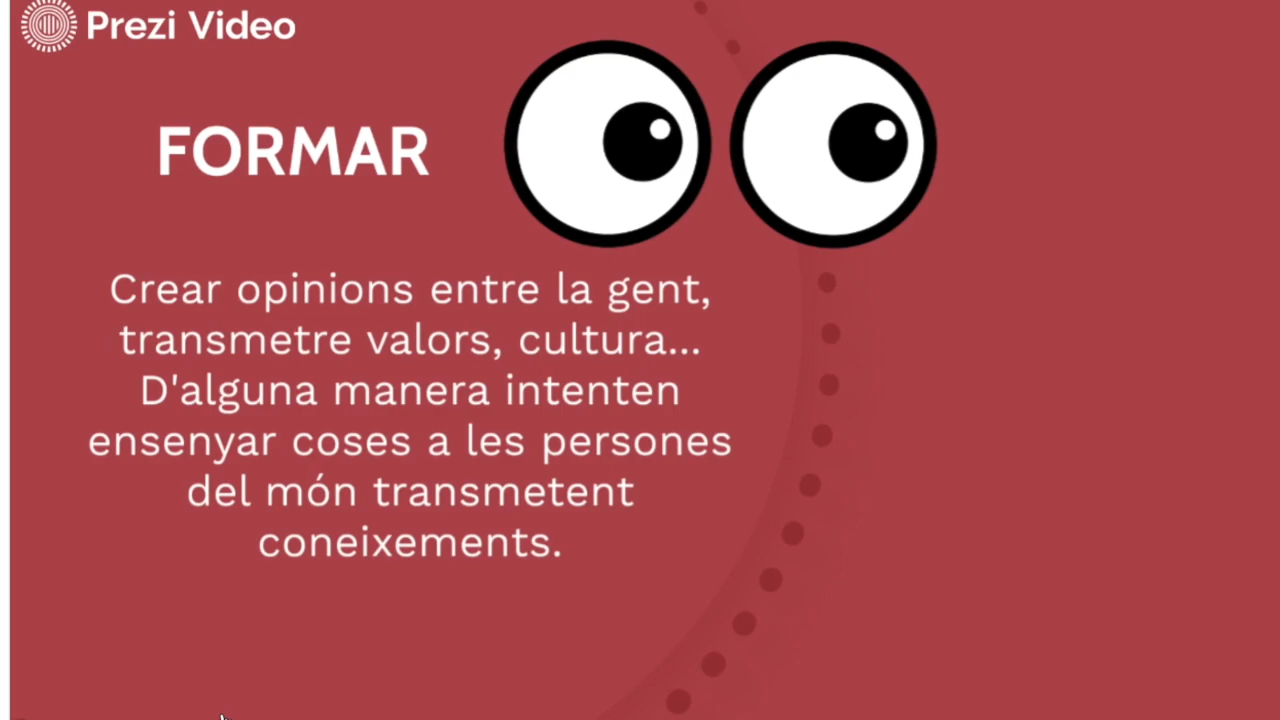 Prezi Video
FORMAR
Crear opinions entre la gent,
transmetre valors, cultura...
D'alguna manera intenten
ensenyar coses a les persones
del món transmetent
coneixements.